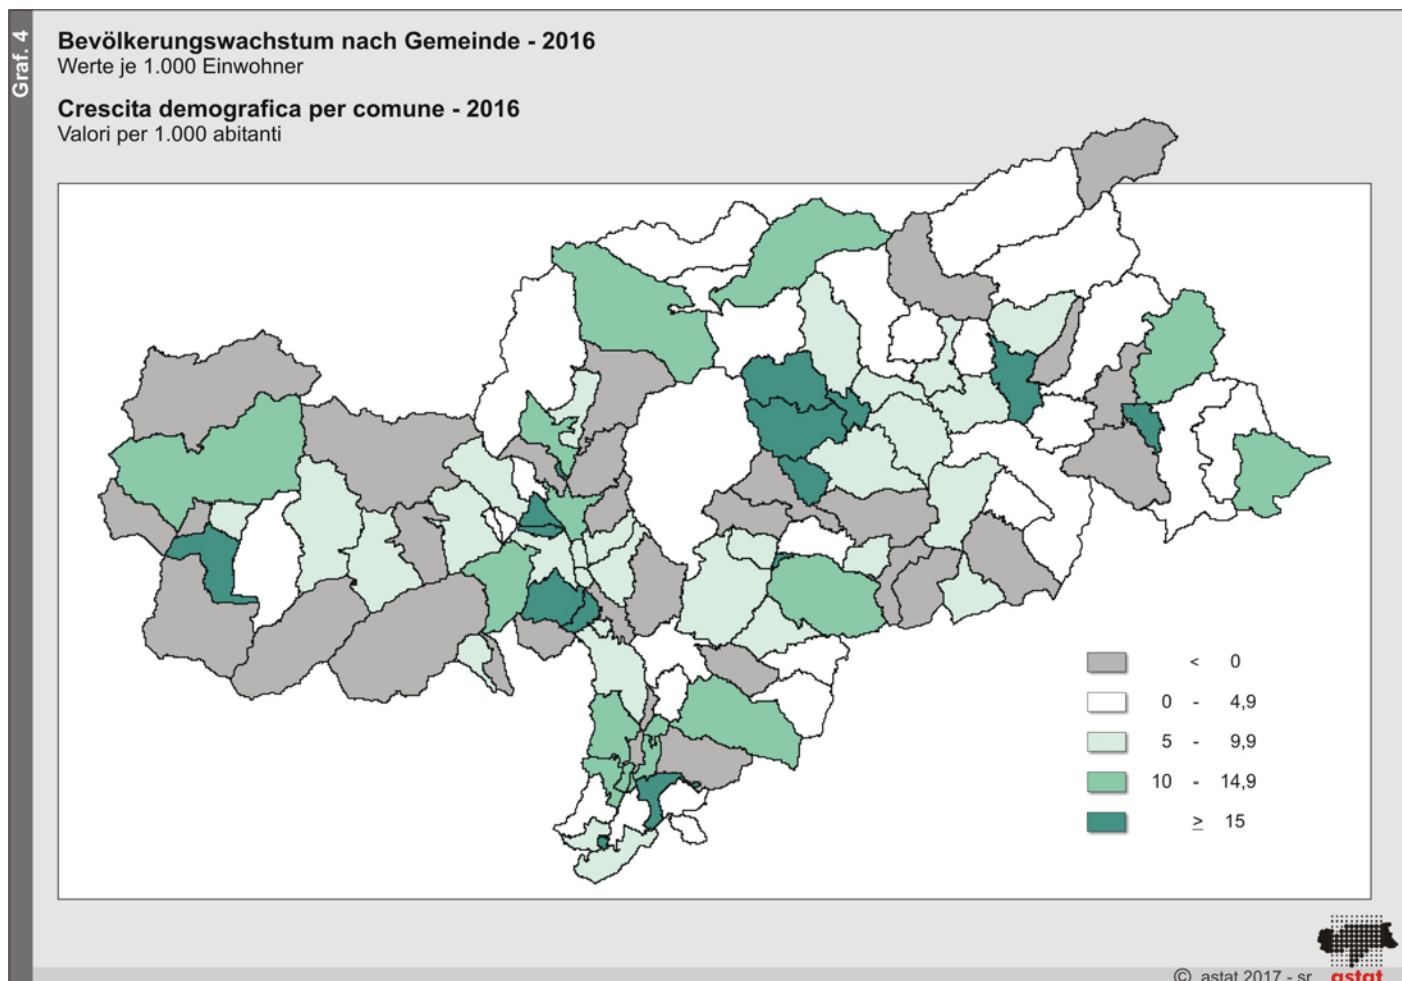 Graf. 4
Bevölkerungswachstum nach Gemeinde - 2016
Werte je 1.000 Einwohner
Crescita demografica per comune - 2016
Valori per 1.000 abitanti
< 0
0 - 4,9
5 - 9,9
10 - 14,9
≥ 15
© astat 2017 - sr
astat